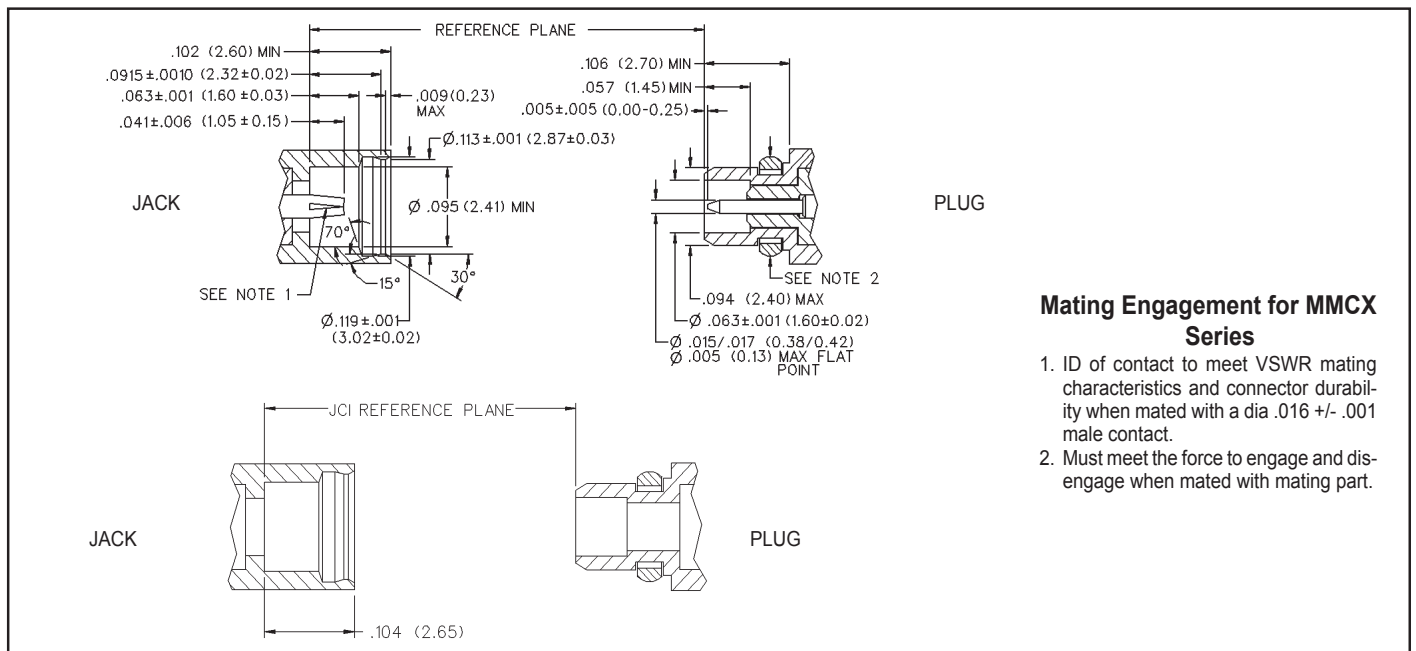 REFERENCE PLANE
.102 (2.60) MIN
.0915±.0010 (2.32±0.02)
.063±.001 (1.60±0.03)
.041±.006 (1.05±0.15)
.009(0.23)
MAX
Ø.113±.001 (2.87±0.03)
.106 (2.70) MIN
.057 (1.45) MIN
.005±.005 (0.00-0.25)
JACK
Ø .095 (2.41) MIN
70°
15°
30°
SEE NOTE 1
Ø.119±.001
(3.02±0.02)
PLUG
SEE NOTE 2
.094 (2.40) MAX
Ø .063±.001 (1.60±0.02)
Ø .015/.017 (0.38/0.42)
Ø .005 (0.13) MAX FLAT
POINT
JCI REFERENCE PLANE
JACK
PLUG
.104 (2.65)
Mating Engagement for MMCX
Series
1. ID of contact to meet VSWR mating
characteristics and connector durabil-
ity when mated with a dia .016 +/- .001
male contact.
2. Must meet the force to engage and dis-
engage when mated with mating part.